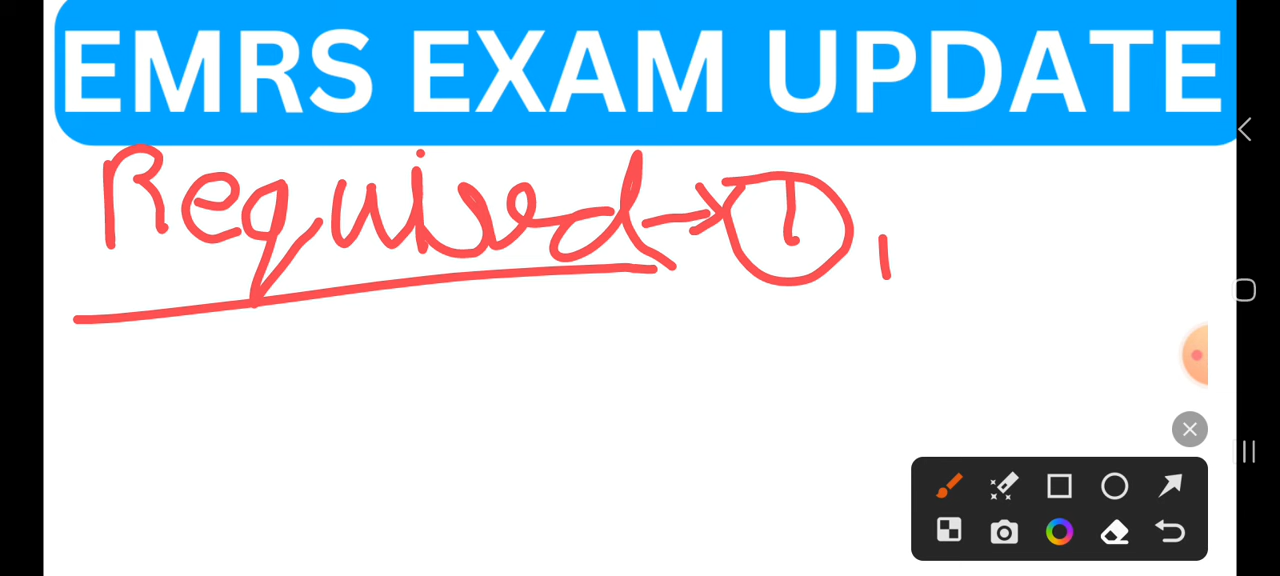 EMRS EXAM UPDATE
Required → ① ,